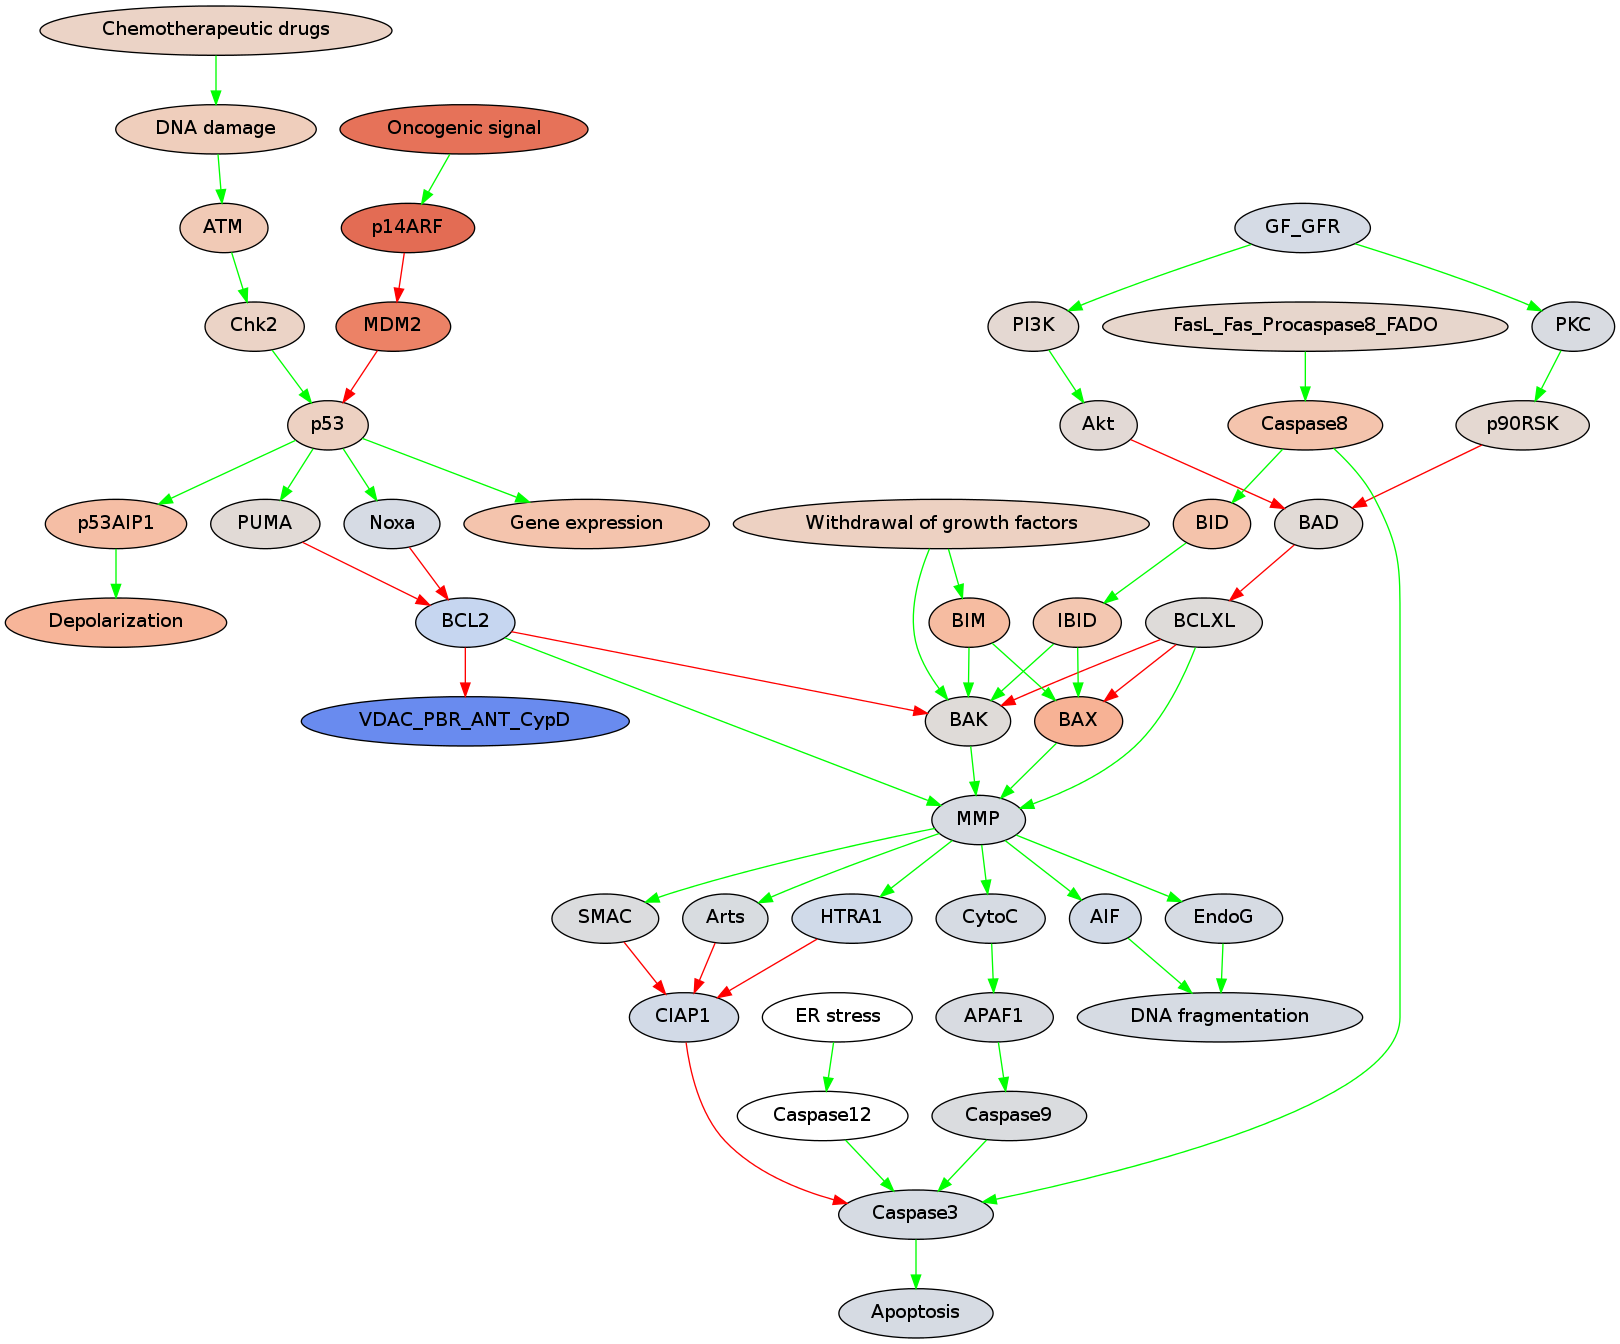 Chemotherapeutic drugs
DNA damage
Oncogenic signal
ATM
p14ARF
GF_GFR
Chk2
MDM2
PI3K
FasL_Fas_Procaspase8_FADO
PKC
p53
Akt
Caspase8
p90RSK
p53AIP1
PUMA
Noxa
Gene expression
Withdrawal of growth factors
BID
BAD
Depolarization
BCL2
BIM
IBID
BCLXL
VDAC_PBR_ANT_CypD
BAK
BAX
MMP
SMAC
Arts
HTRA1
CytoC
AIF
EndoG
CIAP1
ER stress
APAF1
DNA fragmentation
Caspase12
Caspase9
Caspase3
Apoptosis